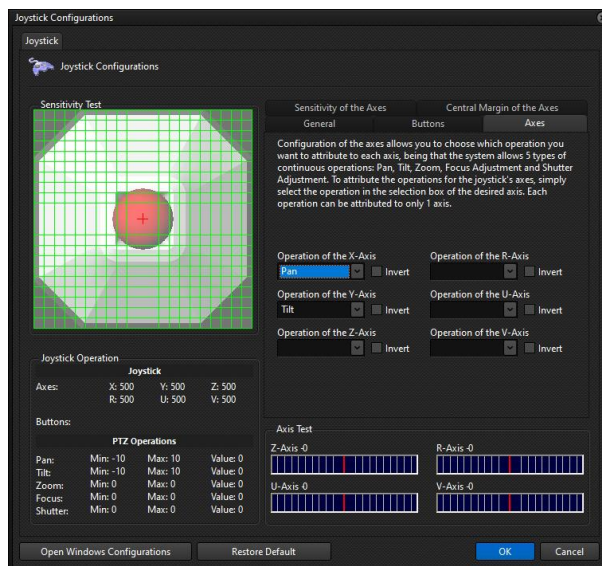 Joystick Configurations
Joystick
Joystick Configurations
Sensitivity Test
Sensitivity of the Axes Central Margin of the Axes
General Buttons Axes
Configuration of the axes allows you to choose which operation you
want to attribute to each axis, being that the system allows 5 types of
continuous operations: Pan, Tilt, Zoom, Focus Adjustment and Shutter
Adjustment. To attribute the operations for the joystick's axes, simply
select the operation in the selection box of the desired axis. Each
operation can be attributed to only 1 axis.
Operation of the X-Axis Operation of the R-Axis
Pan Invert Invert
Operation of the Y-Axis Operation of the U-Axis
Tilt Invert Invert
Operation of the Z-Axis Operation of the V-Axis
Invert Invert
Joystick Operation
Joystick
Axes: X: 500 Y: 500 Z: 500
R: 500 U: 500 V: 500
Buttons:
PTZ Operations
Pan: Min: -10 Max: 10 Value: 0
Tilt: Min: -10 Max: 10 Value: 0
Zoom: Min: 0 Max: 0 Value: 0
Focus: Min: 0 Max: 0 Value: 0
Shutter: Min: 0 Max: 0 Value: 0
Axis Test
Z-Axis -0 R-Axis -0
U-Axis -0 V-Axis -0
Open Windows Configurations Restore Default OK Cancel